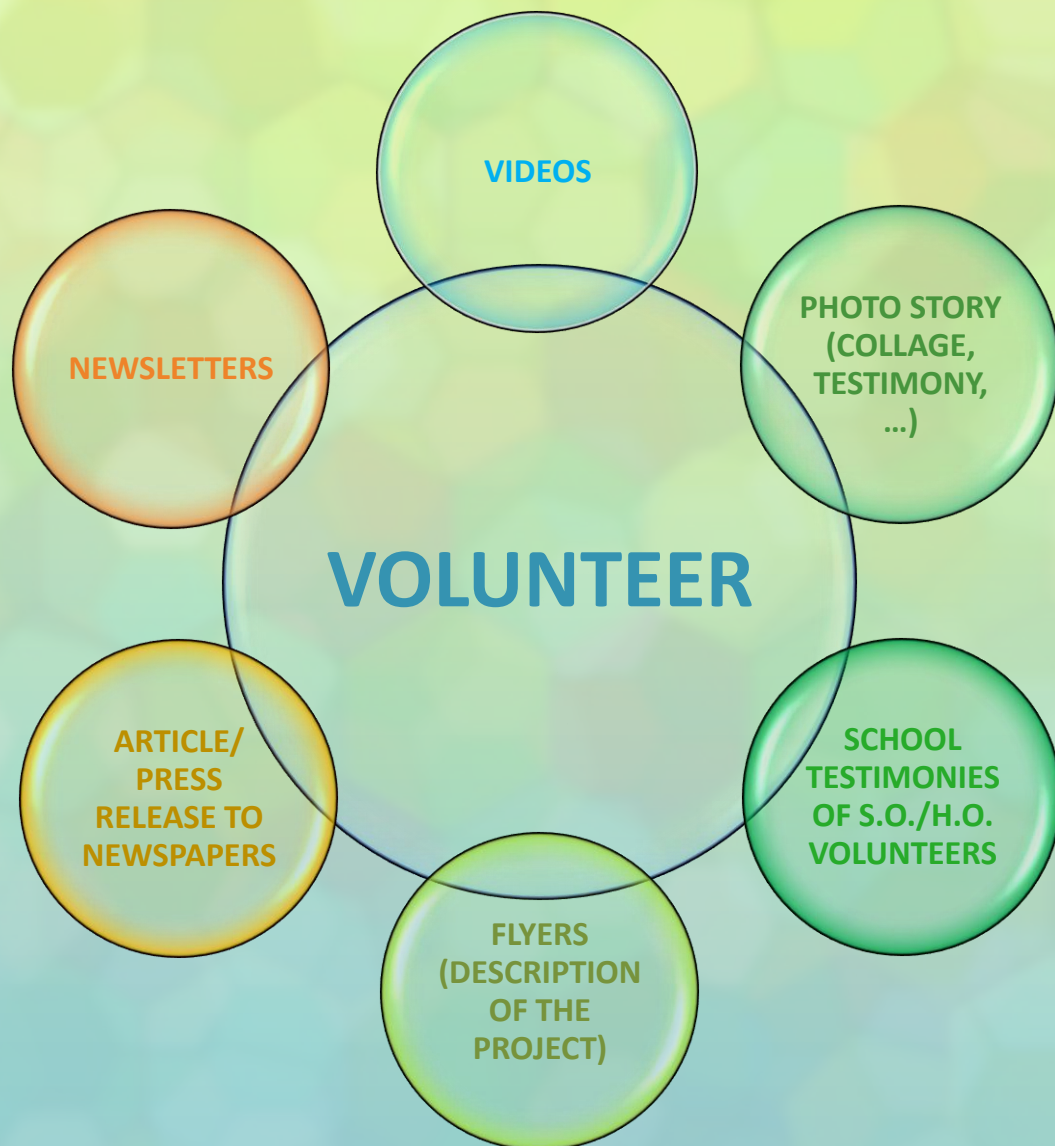 VIDEOS
PHOTO STORY
(COLLAGE,
TESTIMONY,
...)
NEWSLETTERS
VOLUNTEER
SCHOOL
TESTIMONIES
OF S.O./H.O.
VOLUNTEERS
ARTICLE/
PRESS
RELEASE TO
NEWSPAPERS
FLYERS
(DESCRIPTION
OF THE
PROJECT)